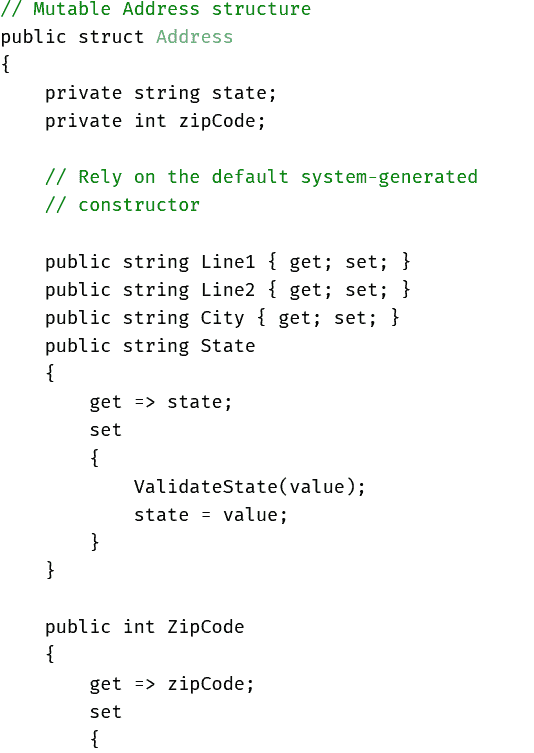 // Mutable Address structure
public struct Address
{
    private string state;
    private int zipCode;

    // Rely on the default system-generated
    // constructor

    public string Line1 { get; set; }
    public string Line2 { get; set; }
    public string City { get; set; }
    public string State
    {
        get => state;
        set
        {
            ValidateState(value);
            state = value;
        }
    }

    public int ZipCode
    {
        get => zipCode;
        set
        {